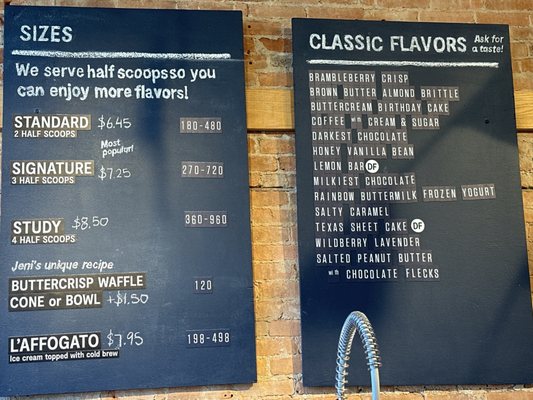 SIZES
We serve half scoops so you
can enjoy more flavors!
STANDARD $6.45 180-480
2 HALF SCOOPS
Most
popular!
SIGNATURE $7.25 270-720
3 HALF SCOOPS
STUDY $8.50 360-960
4 HALF SCOOPS
Jeni's unique recipe
BUTTERCRISP WAFFLE
CONE or BOWL +$1.50 120
L'AFFOGATO $7.95 198-498
Ice cream topped with cold brew
CLASSIC FLAVORS Ask for
a taste!
BRAMBLEBERRY CRISP
BROWN BUTTER ALMOND BRITTLE
BUTTERCREAM BIRTHDAY CAKE
COFFEE CREAM & SUGAR
DARKEST CHOCOLATE
HONEY VANILLA BEAN
LEMON BAR DF
MILKIEST CHOCOLATE
RAINBOW BUTTERMILK FROZEN YOGURT
SALTY CARAMEL
TEXAS SHEET CAKE DF
WILDBERRY LAVENDER
SALTED PEANUT BUTTER
with CHOCOLATE FLECKS